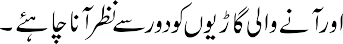 اور آنے والی گاڑیوں کو دور سے نظر آنا چاہئے ۔